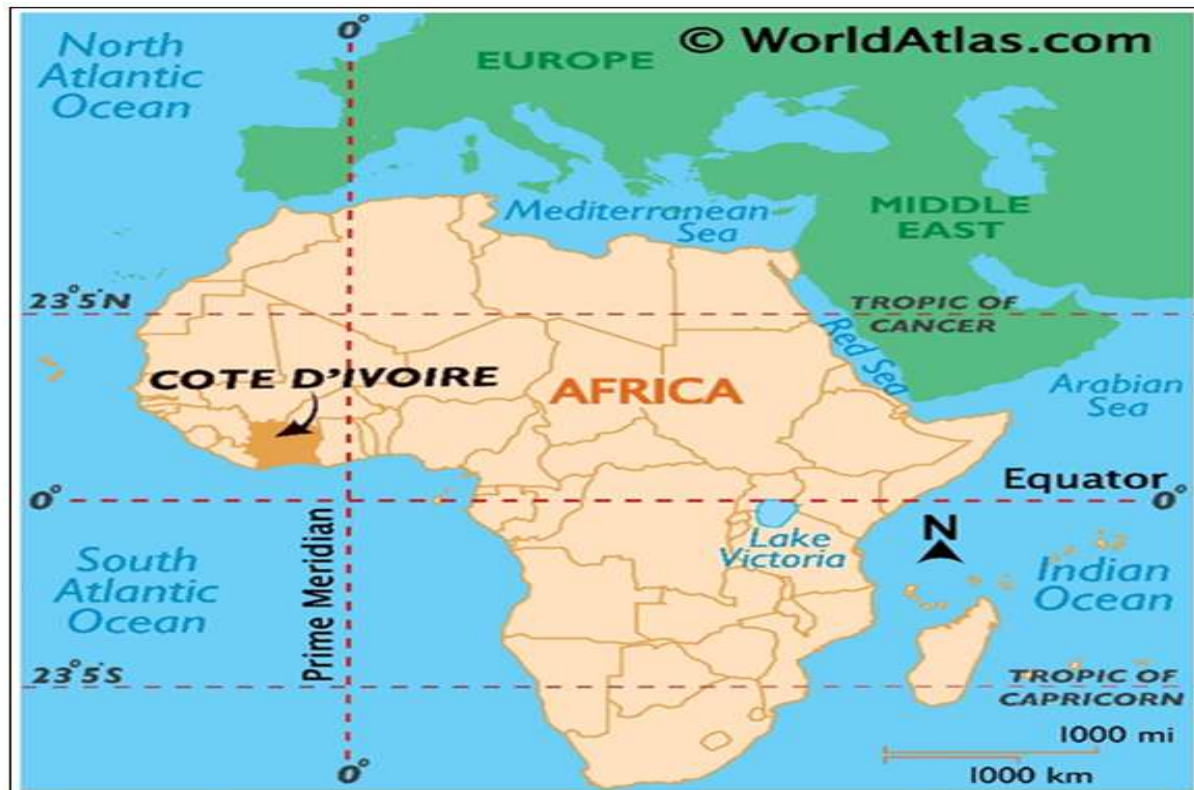 0°
© WorldAtlas.com
North
Atlantic
Ocean
EUROPE
Mediterranean
Sea
MIDDLE
EAST
23°5'N
TROPIC OF
CANCER
Red Sea
COTE D'IVOIRE
AFRICA
Arabian
Sea
Equator
0°
0°
N
Lake
Victoria
Prime Meridian
South
Atlantic
Ocean
Indian
Ocean
23°5'S
TROPIC OF
CAPRICORN
1000 mi
1000 km
0°